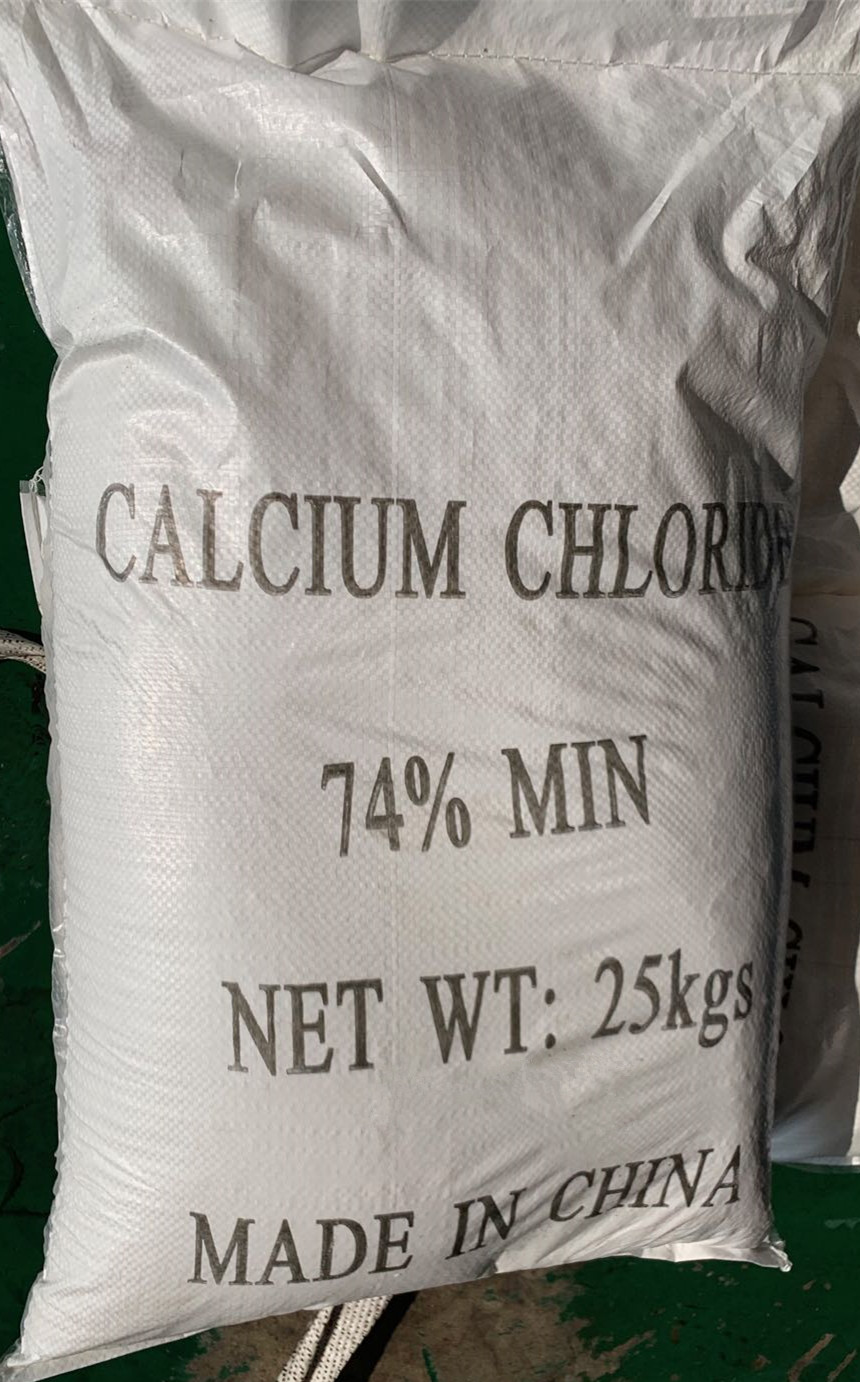 CALCIUM CHLORIDE
74% MIN
NET WT: 25kgs
MADE IN CHINA